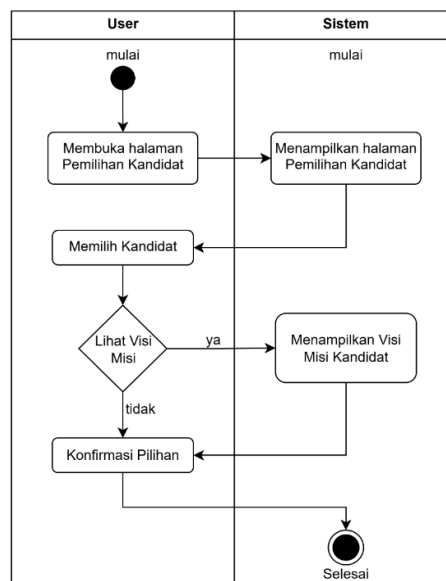 User
Sistem
mulai
mulai
Membuka halaman
Pemilihan Kandidat
Menampilkan halaman
Pemilihan Kandidat
Memilih Kandidat
Lihat Visi
Misi
ya
Menampilkan Visi
Misi Kandidat
tidak
Konfirmasi Pilihan
Selesai